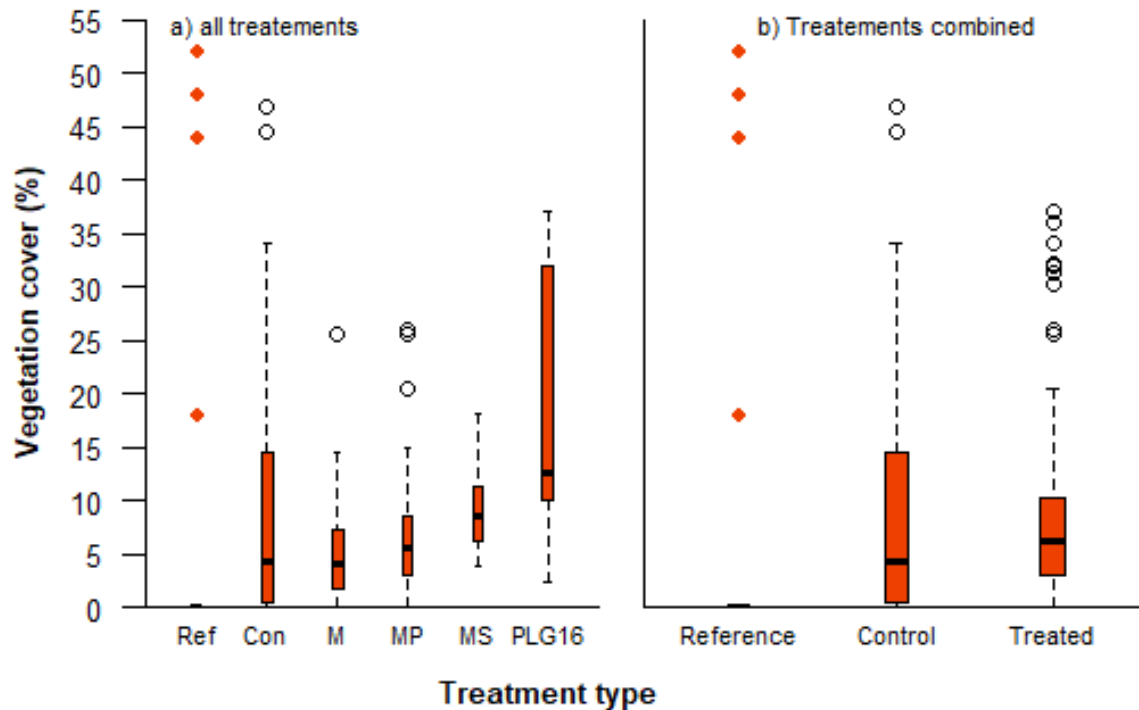 a) all treatements
b) Treatements combined
Vegetation cover (%)
55
50
45
40
35
30
25
20
15
10
5
0
Ref Con M MP MS PLG16
Reference Control Treated
Treatment type